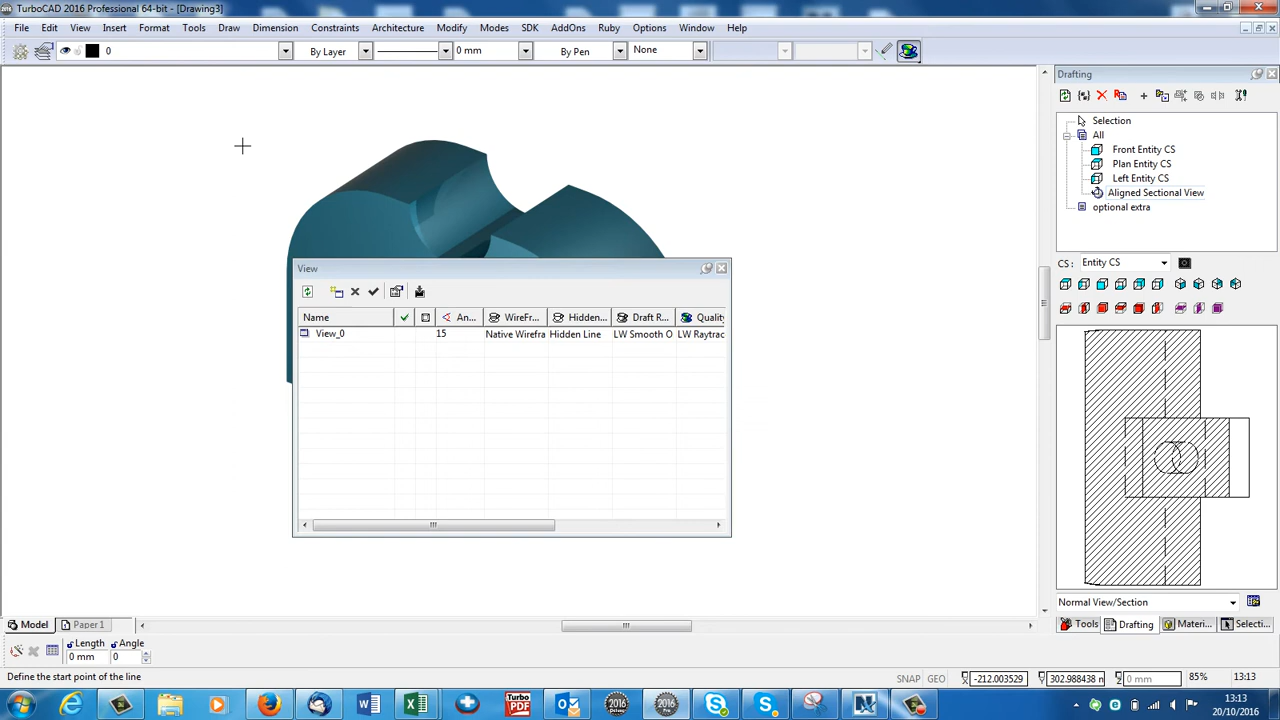 TurboCAD 2016 Professional 64-bit - [Drawing3]
File Edit View Insert Format Tools Draw Dimension Constraints Architecture Modify Modes SDK AddOns Ruby Options Window Help
0 By Layer 0 mm By Pen None
Drafting
Selection
All
Front Entity CS
Plan Entity CS
Left Entity CS
Aligned Sectional View
optional extra
CS: Entity CS
View
Name An... WireFr... Hidden... Draft R... Quality
View_0 15 Native Wirefra Hidden Line LW Smooth O LW Raytrac
Normal View/Section
Model Paper1
Tools Drafting Materi... Selecti...
Length Angle
0 mm 0
Define the start point of the line
SNAP GEO X -212.003529 Y 302.988438 n Z 0 mm 85% 13:13
Turbo PDF 2016 2016 Pro
13:13
20/10/2016